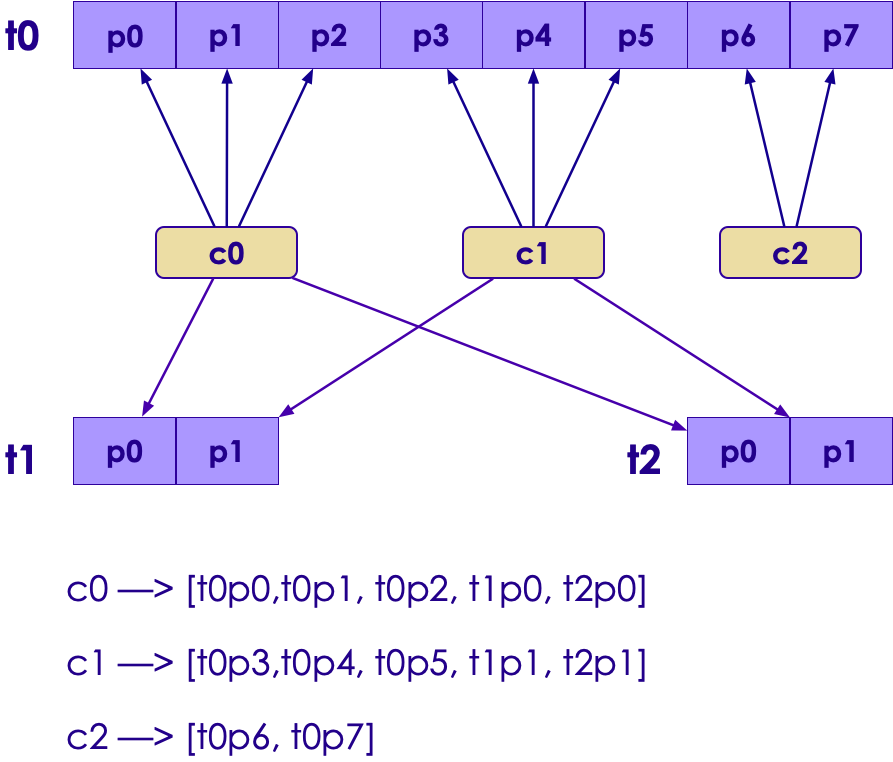 t0 p0 p1 p2 p3 p4 p5 p6 p7
c0 c1 c2
t1 p0 p1 t2 p0 p1
c0 —> [t0p0,t0p1, t0p2, t1p0, t2p0]
c1 —> [t0p3,t0p4, t0p5, t1p1, t2p1]
c2 —> [t0p6, t0p7]